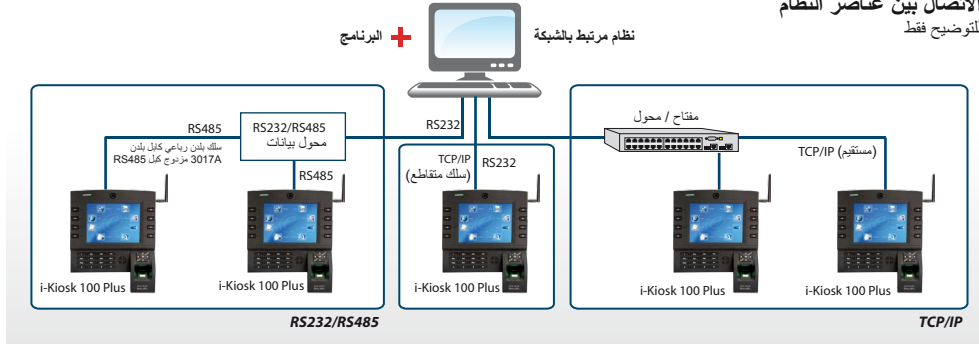 الاتصال بين عناصر النظام
للتوضيح فقط
نظام مرتبط بالشبكة
+ البرنامج
RS485
سلك بلدن رباعي كابل بلدن
3017A مزدوج كبل RS485
RS232/RS485
محول بيانات
RS485
RS232
TCP/IP
(سلك متقاطع)
RS232
مفتاح / محول
TCP/IP (مستقيم)
i-Kiosk 100 Plus
i-Kiosk 100 Plus
i-Kiosk 100 Plus
i-Kiosk 100 Plus
i-Kiosk 100 Plus
RS232/RS485
TCP/IP